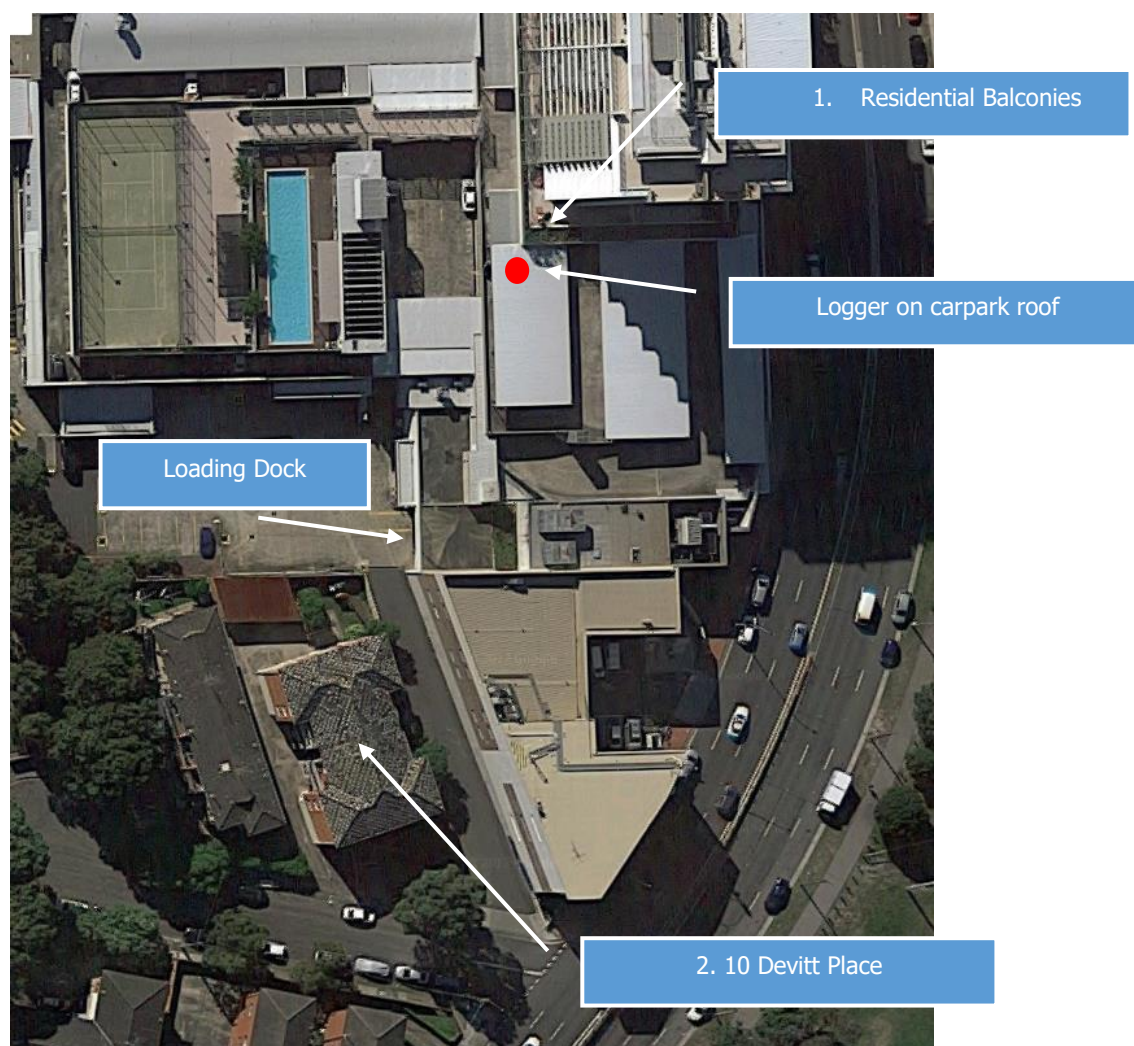 1. Residential Balconies
Logger on carpark roof
Loading Dock
2. 10 Devitt Place